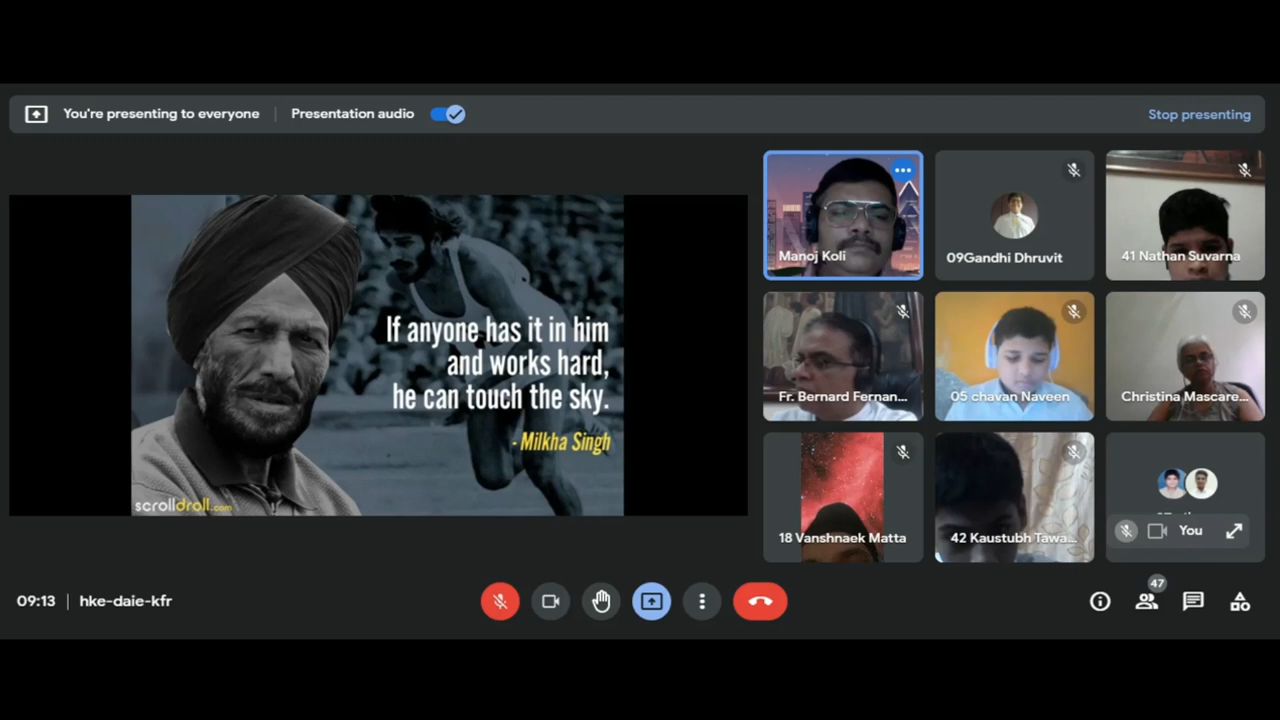 You're presenting to everyone
Presentation audio
Stop presenting
If anyone has it in him
and works hard,
he can touch the sky.
- Milkha Singh
scrolldroll.com
Manoj Koli
09Gandhi Dhruvit
41 Nathan Suvarna
Fr. Bernard Fernan...
05 chavan Naveen
Christina Mascare...
18 Vanshnaek Matta
42 Kaustubh Tawa...
You
09:13 | hke-daie-kfr
47